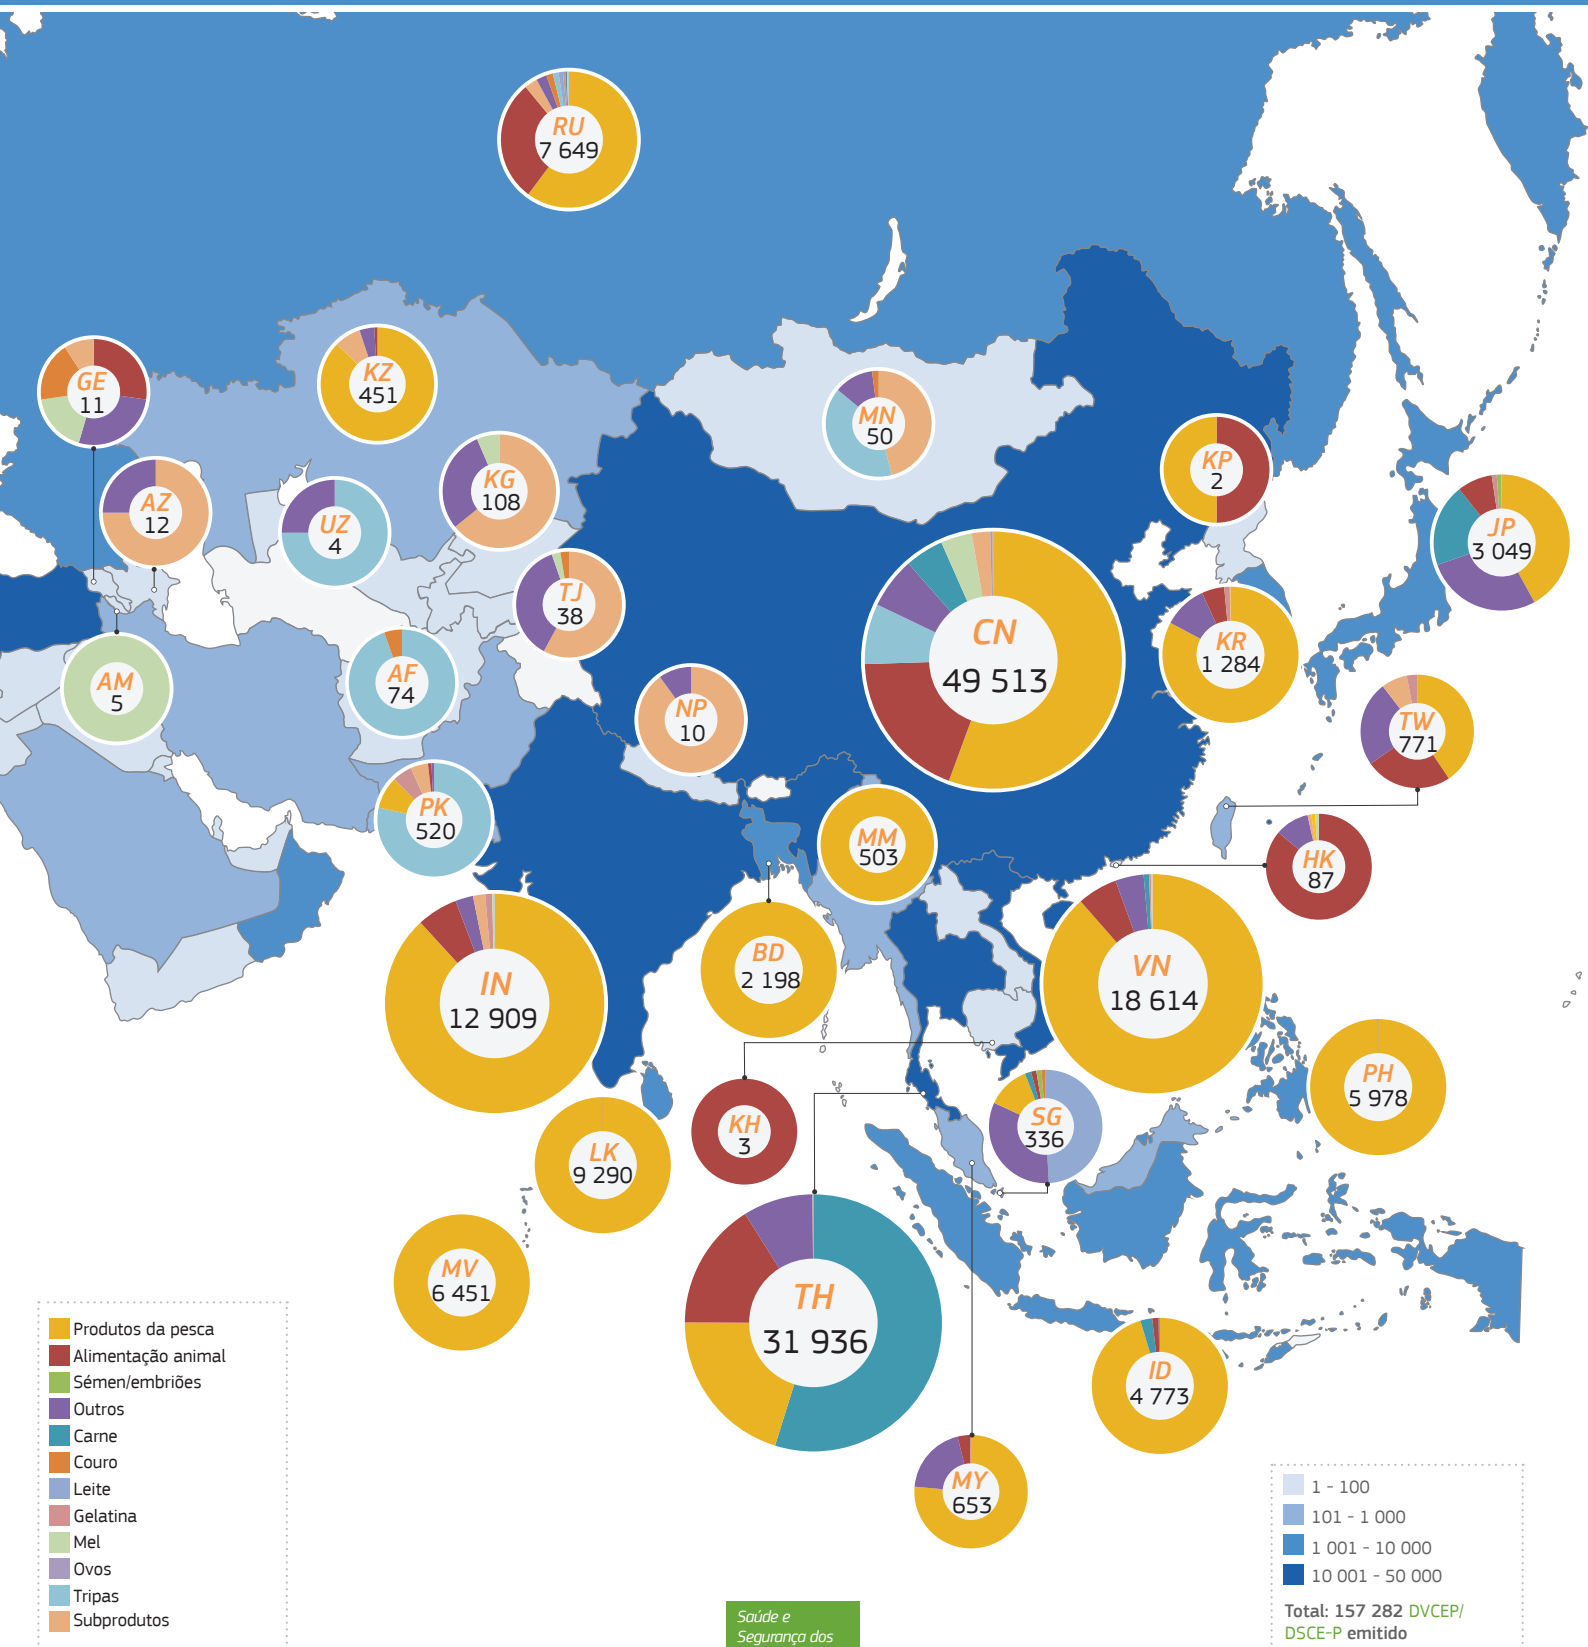 RU
7 649
GE
11
KZ
451
MN
50
KP
2
AZ
12
UZ
4
KG
108
JP
3 049
TJ
38
CN
49 513
KR
1 284
AM
5
AF
74
NP
10
TW
771
PK
520
MM
503
HK
87
IN
12 909
BD
2 198
VN
18 614
PH
5 978
KH
3
SG
336
LK
9 290
MV
6 451
TH
31 936
ID
4 773
MY
653
Produtos da pesca
Alimentação animal
Sémen/embriões
Outros
Carne
Couro
Leite
Gelatina
Mel
Ovos
Tripas
Subprodutos
Saúde e
Segurança dos
1 - 100
101 - 1 000
1 001 - 10 000
10 001 - 50 000
Total: 157 282 DVCEP/
DSCE-P emitido